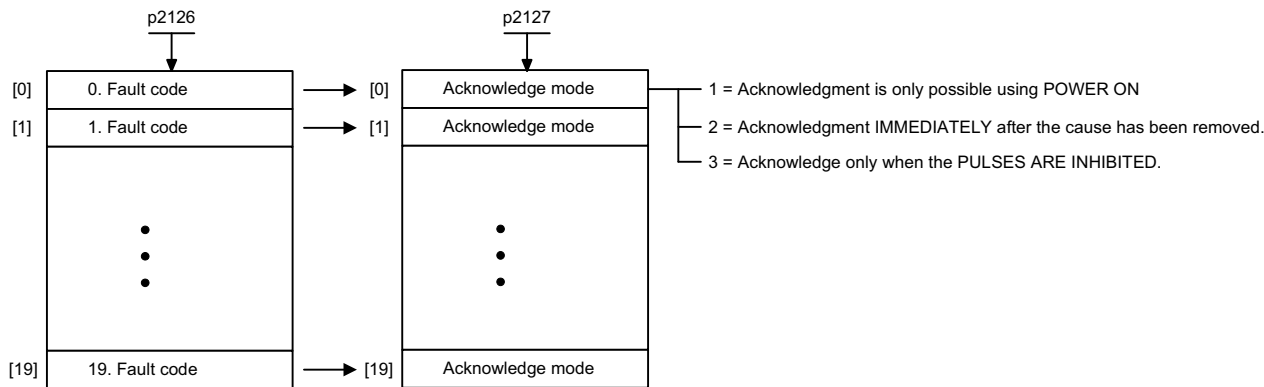 p2126
p2127
[0] 0. Fault code [0] Acknowledge mode 1 = Acknowledgment is only possible using POWER ON
[1] 1. Fault code [1] Acknowledge mode 2 = Acknowledgment IMMEDIATELY after the cause has been removed.
3 = Acknowledge only when the PULSES ARE INHIBITED.
[19] 19. Fault code [19] Acknowledge mode